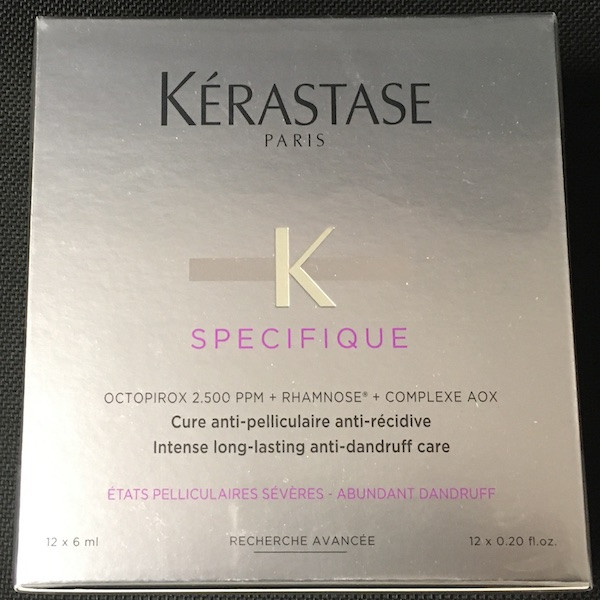 KÉRASTASE
PARIS
K
SPECIFIQUE
OCTOPIROX 2.500 PPM + RHAMNOSE® + COMPLEXE AOX
Cure anti-pelliculaire anti-récidive
Intense long-lasting anti-dandruff care
ÉTATS PELLICULAIRES SÉVÈRES - ABUNDANT DANDRUFF
12 x 6 ml RECHERCHE AVANCÉE 12 x 0.20 fl.oz.